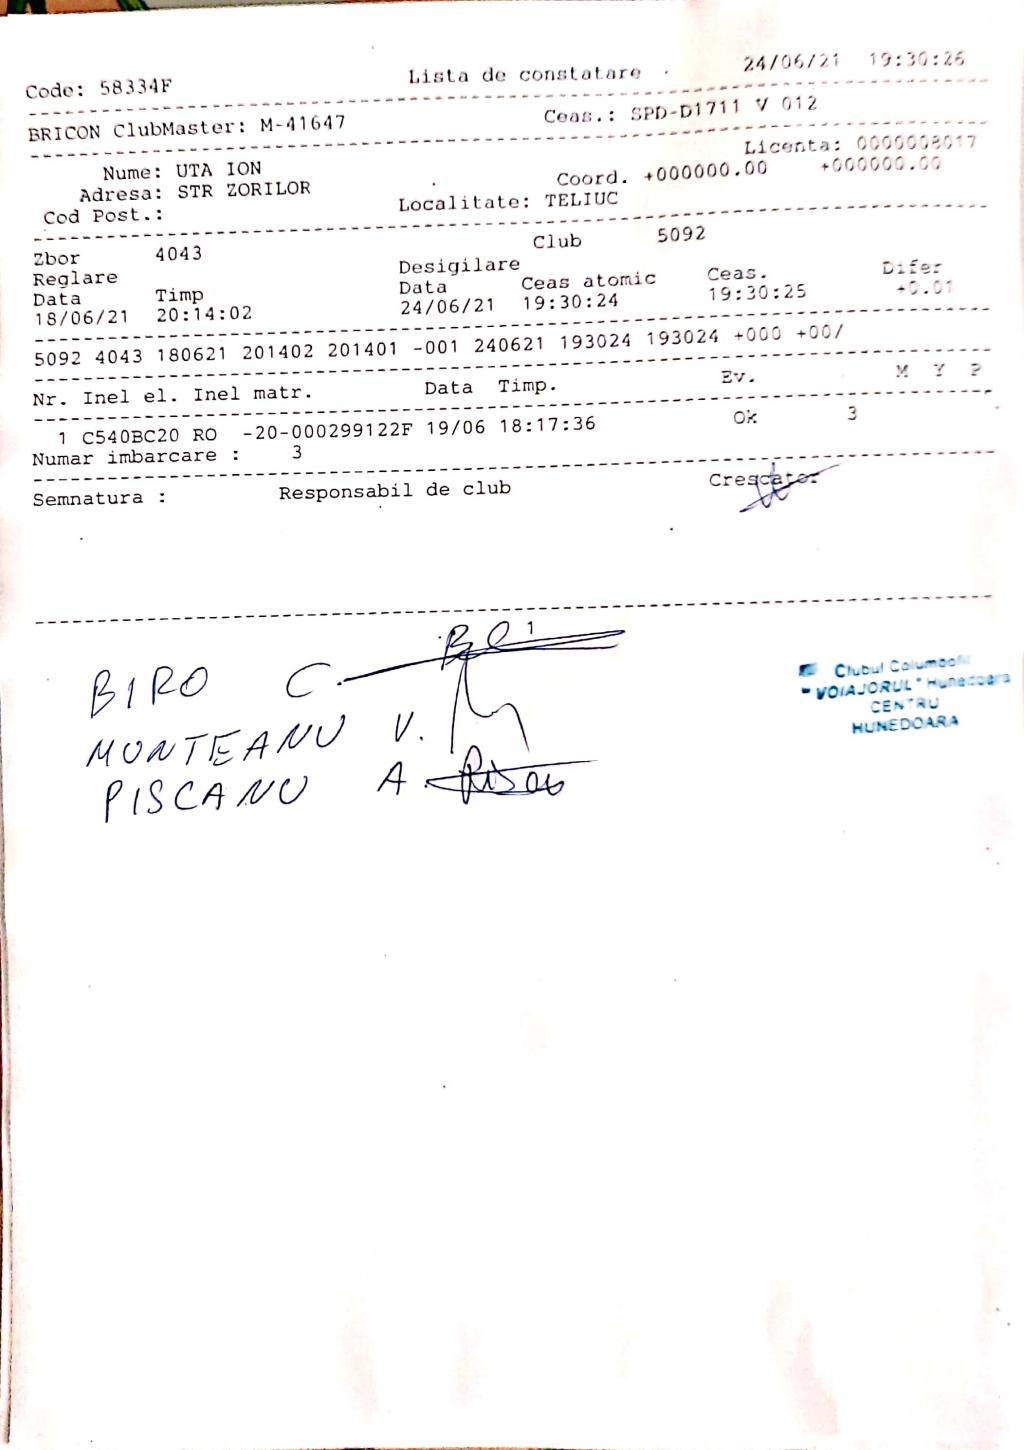 Code: 58334F Lista de constatare 24/06/21 19:30:26
BRICON ClubMaster: M-41647 Ceas.: SPD-D1711 V 012
Nume: UTA ION Licenta: 0000008017
Adresa: STR ZORILOR Coord. +000000.00 +000000.00
Cod Post.: Localitate: TELIUC
Zbor 4043 Club 5092
Reglare Desigilare
Data Timp Data Ceas atomic Ceas. Difer
18/06/21 20:14:02 24/06/21 19:30:24 19:30:25 +0.01
5092 4043 180621 201402 201401 -001 240621 193024 193024 +000 +00/
Nr. Inel el. Inel matr. Data Timp. Ev. M Y P
1 C540BC20 RO -20-000299122F 19/06 18:17:36 Ok 3
Numar imbarcare : 3
Semnatura : Responsabil de club Crescator
BIRO C.
MUNTEANU V.
PISCANU A.
Clubul Columbofil
"VOIAJORUL" Hunedoara
CENTRU
HUNEDOARA